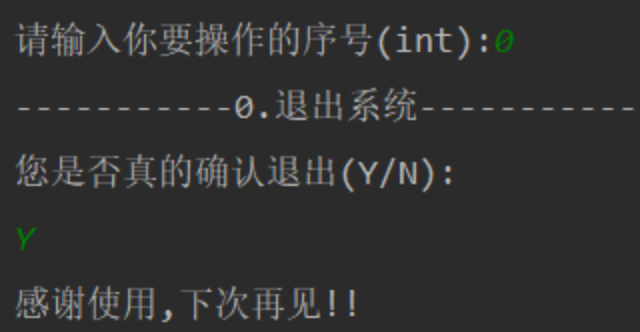 请输入你要操作的序号(int):0
-----------0.退出系统-----------
您是否真的确认退出(Y/N):
Y
感谢使用,下次再见!!